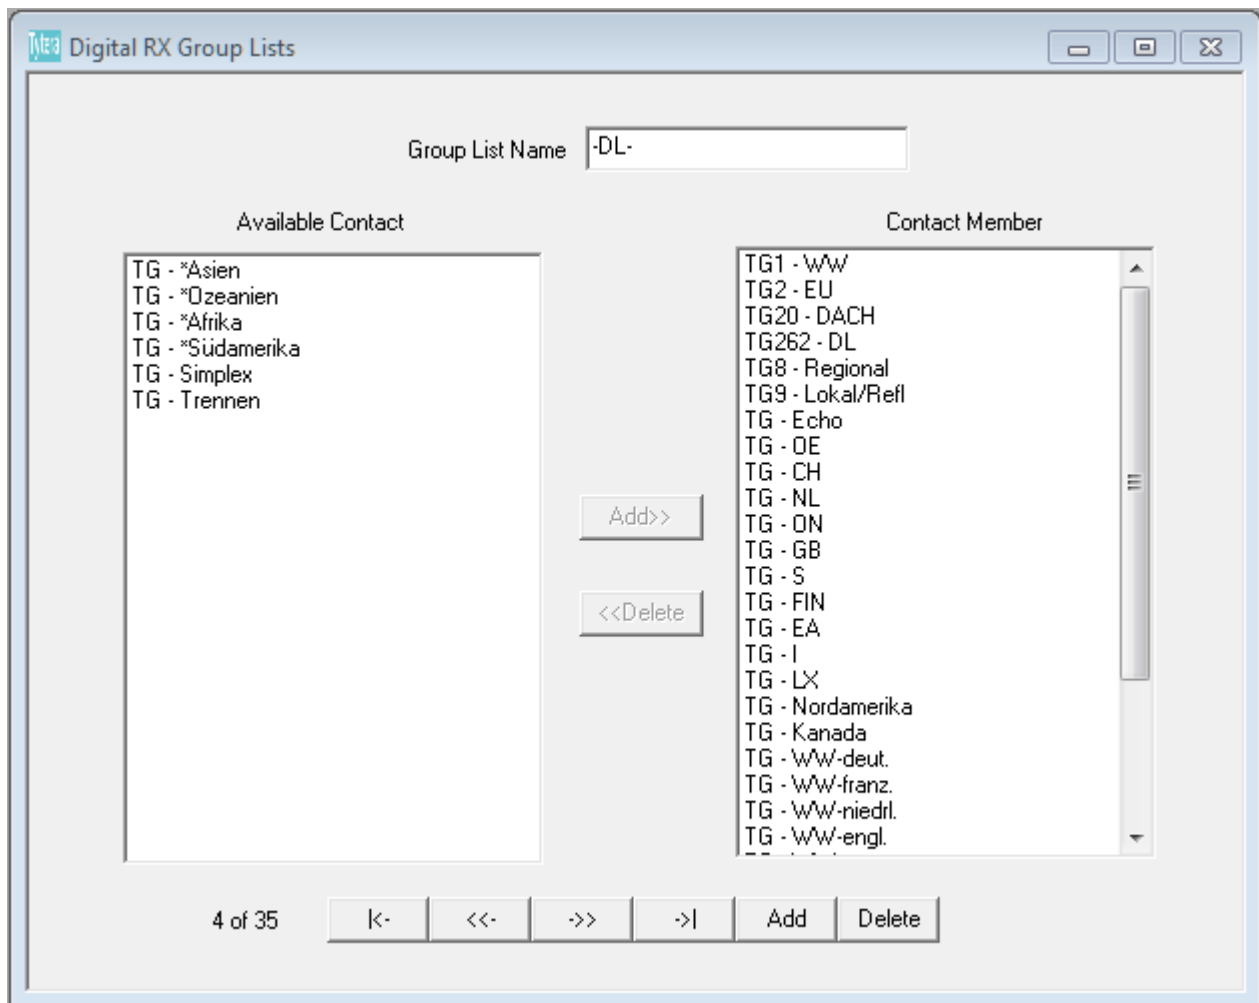 Tytera Digital RX Group Lists
Group List Name -DL-
Available Contact
TG - *Asien
TG - *Ozeanien
TG - *Afrika
TG - *Südamerika
TG - Simplex
TG - Trennen
Add>>
<<Delete
Contact Member
TG1 - WW
TG2 - EU
TG20 - DACH
TG262 - DL
TG8 - Regional
TG9 - Lokal/Refl
TG - Echo
TG - OE
TG - CH
TG - NL
TG - ON
TG - GB
TG - S
TG - FIN
TG - EA
TG - I
TG - LX
TG - Nordamerika
TG - Kanada
TG - WW-deut.
TG - WW-franz.
TG - WW-niedrl.
TG - WW-engl.
4 of 35 |<- <<- ->> ->| Add Delete